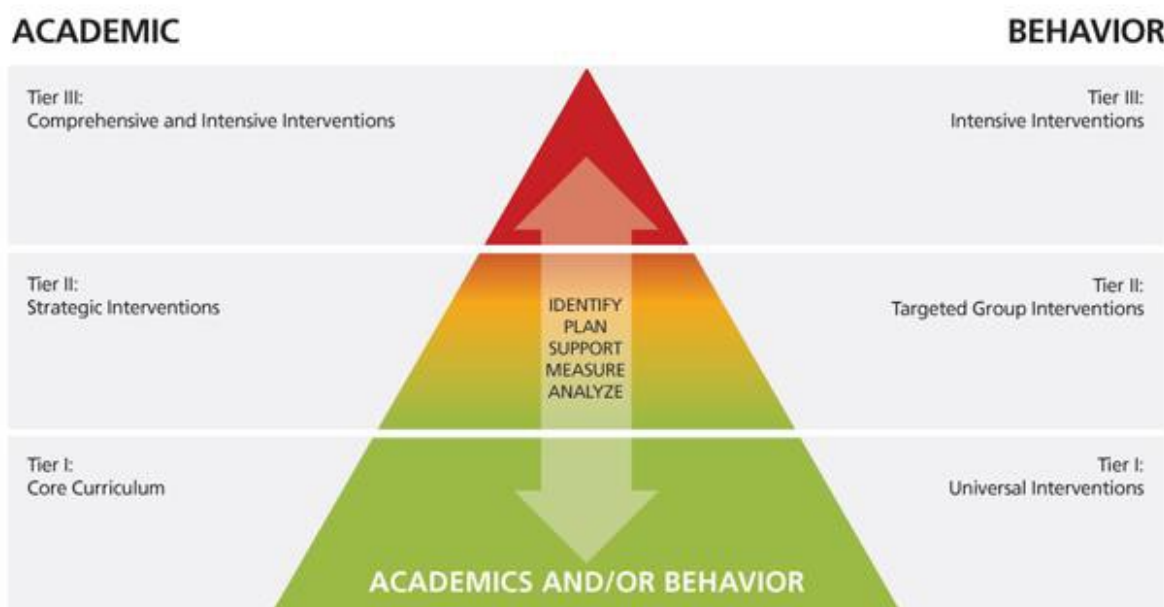 ACADEMIC
BEHAVIOR
Tier III:
Comprehensive and Intensive Interventions
Tier III:
Intensive Interventions
Tier II:
Strategic Interventions
IDENTIFY
PLAN
SUPPORT
MEASURE
ANALYZE
Tier II:
Targeted Group Interventions
Tier I:
Core Curriculum
Tier I:
Universal Interventions
ACADEMICS AND/OR BEHAVIOR